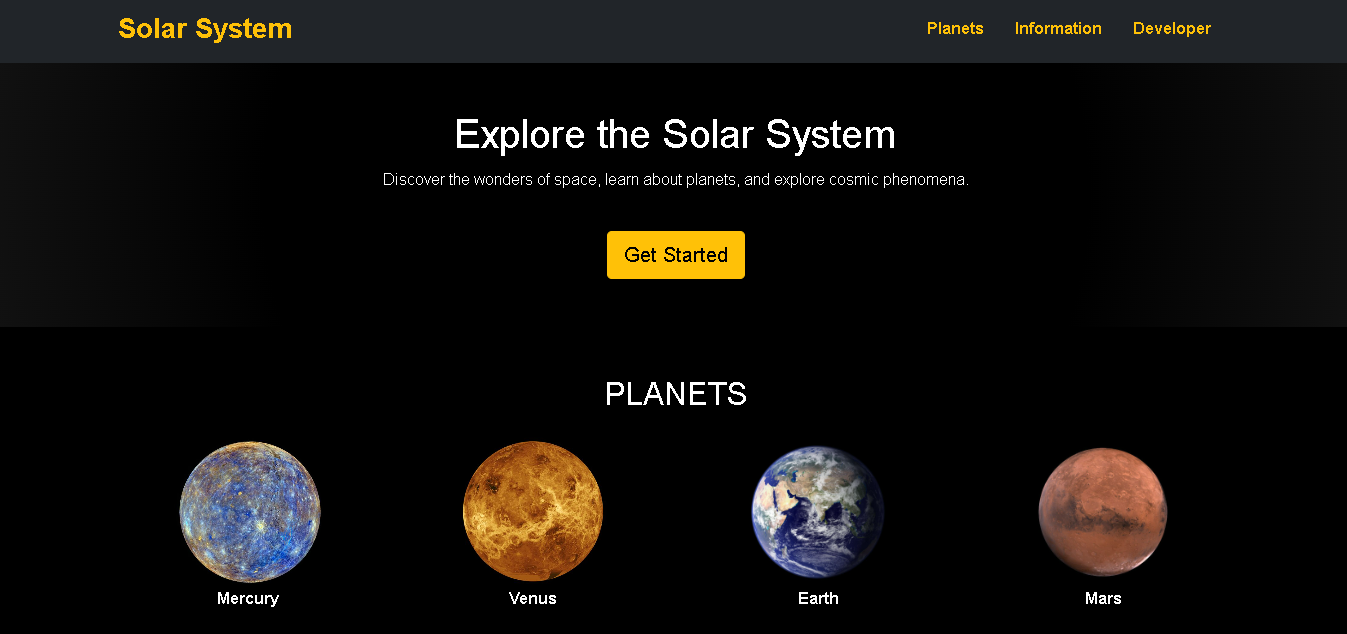 Solar System
Planets Information Developer
Explore the Solar System
Discover the wonders of space, learn about planets, and explore cosmic phenomena.
Get Started
PLANETS
Mercury Venus Earth Mars